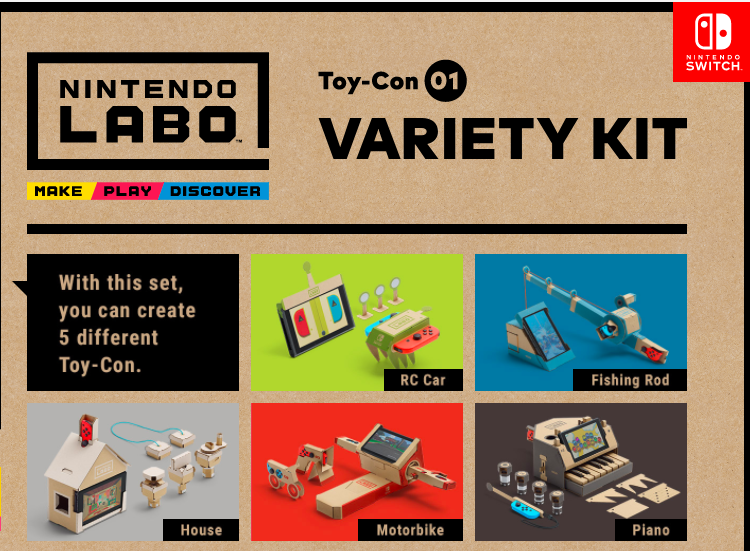 NINTENDO
SWITCH
NINTENDO
LABO™
Toy-Con 01
VARIETY KIT
MAKE PLAY DISCOVER
With this set,
you can create
5 different
Toy-Con.
RC Car
Fishing Rod
House
Motorbike
Piano